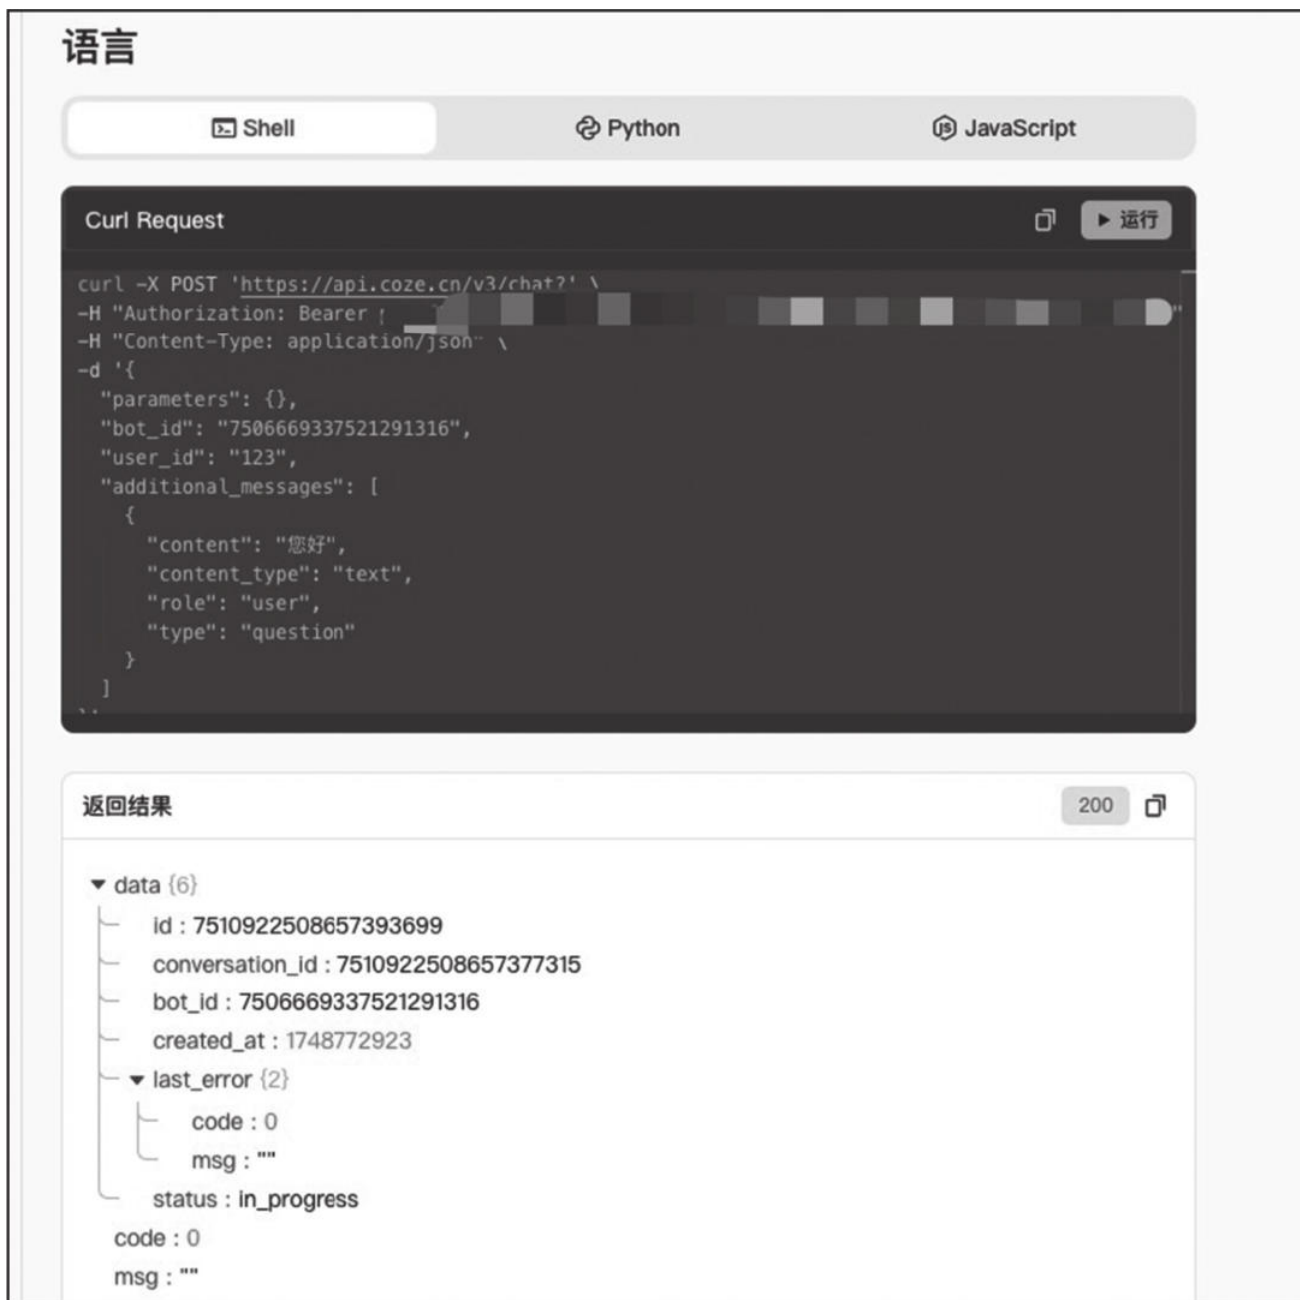 语言
Shell
Python
JavaScript
Curl Request
运行
curl -X POST 'https://api.coze.cn/v3/chat?' \
-H "Authorization: Bearer "
-H "Content-Type: application/json" \
-d '{
"parameters": {},
"bot_id": "7506669337521291316",
"user_id": "123",
"additional_messages": [
{
"content": "您好",
"content_type": "text",
"role": "user",
"type": "question"
}
]
返回结果
200
data {6}
id : 7510922508657393699
conversation_id : 7510922508657377315
bot_id : 7506669337521291316
created_at : 1748772923
last_error {2}
code : 0
msg : ""
status : in_progress
code : 0
msg : ""